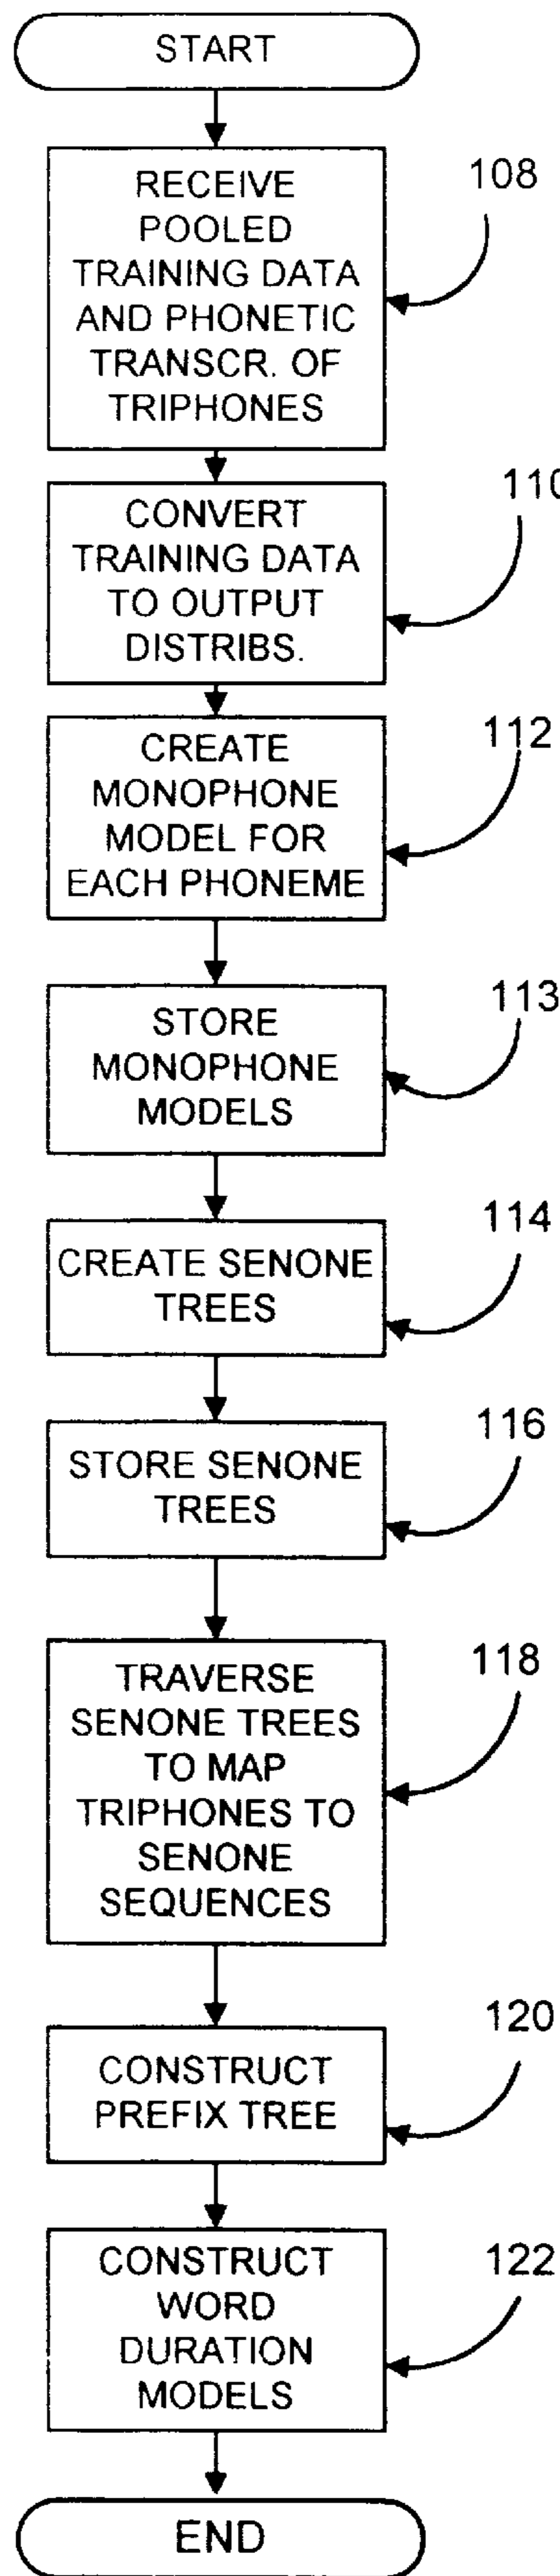 START
RECEIVE
POOLED
TRAINING DATA
AND PHONETIC
TRANSCR. OF
TRIPHONES
108
CONVERT
TRAINING DATA
TO OUTPUT
DISTRIBS.
110
CREATE
MONOPHONE
MODEL FOR
EACH PHONEME
112
STORE
MONOPHONE
MODELS
113
CREATE SENONE
TREES
114
STORE SENONE
TREES
116
TRAVERSE
SENONE TREES
TO MAP
TRIPHONES TO
SENONE
SEQUENCES
118
CONSTRUCT
PREFIX TREE
120
CONSTRUCT
WORD
DURATION
MODELS
122
END